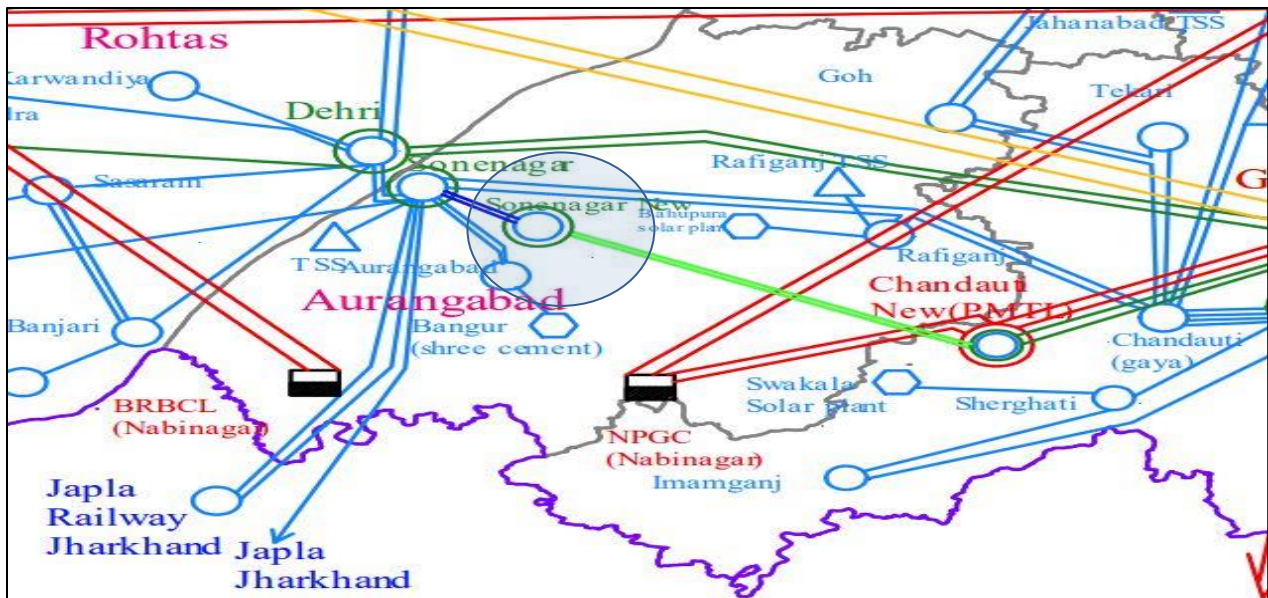 Jahanabad TSS
Rohtas
Karwandiya
Goh
Tekari
Dehri
dra
Sonenagar
Rafiganj TSS
Sasaram
Sonenagar New
Bahupura
solar plan
G
TSS
Aurangabad
Rafiganj
Chandauti
New(PMTL)
Aurangabad
Banjari
Bangur
(shree cement)
Chandauti
(gaya)
Swakala
Solar plant
Sherghati
BRBCL
(Nabinagar)
NPGC
(Nabinagar)
Imamganj
Japla
Railway
Jharkhand
Japla
Jharkhand